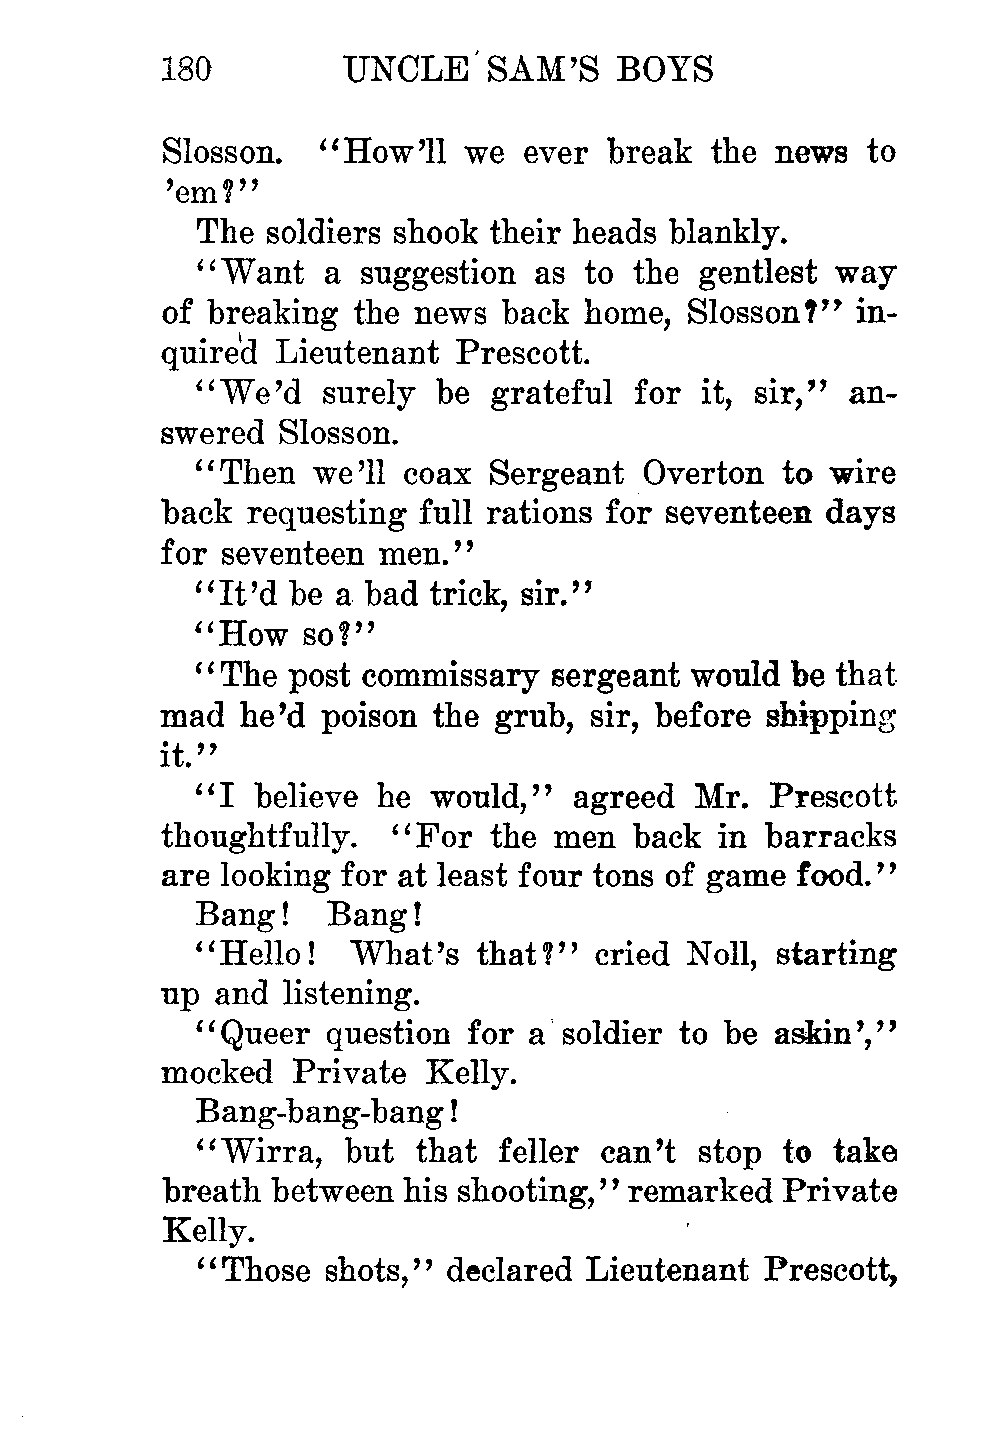 180 UNCLE SAM'S BOYS
Slosson. "How'll we ever break the news to
'em?"
The soldiers shook their heads blankly.
"Want a suggestion as to the gentlest way
of breaking the news back home, Slosson?" in-
quired Lieutenant Prescott.
"We'd surely be grateful for it, sir," an-
swered Slosson.
"Then we'll coax Sergeant Overton to wire
back requesting full rations for seventeen days
for seventeen men."
"It'd be a bad trick, sir."
"How so?"
"The post commissary sergeant would be that
mad he'd poison the grub, sir, before shipping
it."
"I believe he would," agreed Mr. Prescott
thoughtfully. "For the men back in barracks
are looking for at least four tons of game food."
Bang! Bang!
"Hello! What's that?" cried Noll, starting
up and listening.
"Queer question for a soldier to be askin',"
mocked Private Kelly.
Bang-bang-bang!
"Wirra, but that feller can't stop to take
breath between his shooting," remarked Private
Kelly.
"Those shots," declared Lieutenant Prescott,